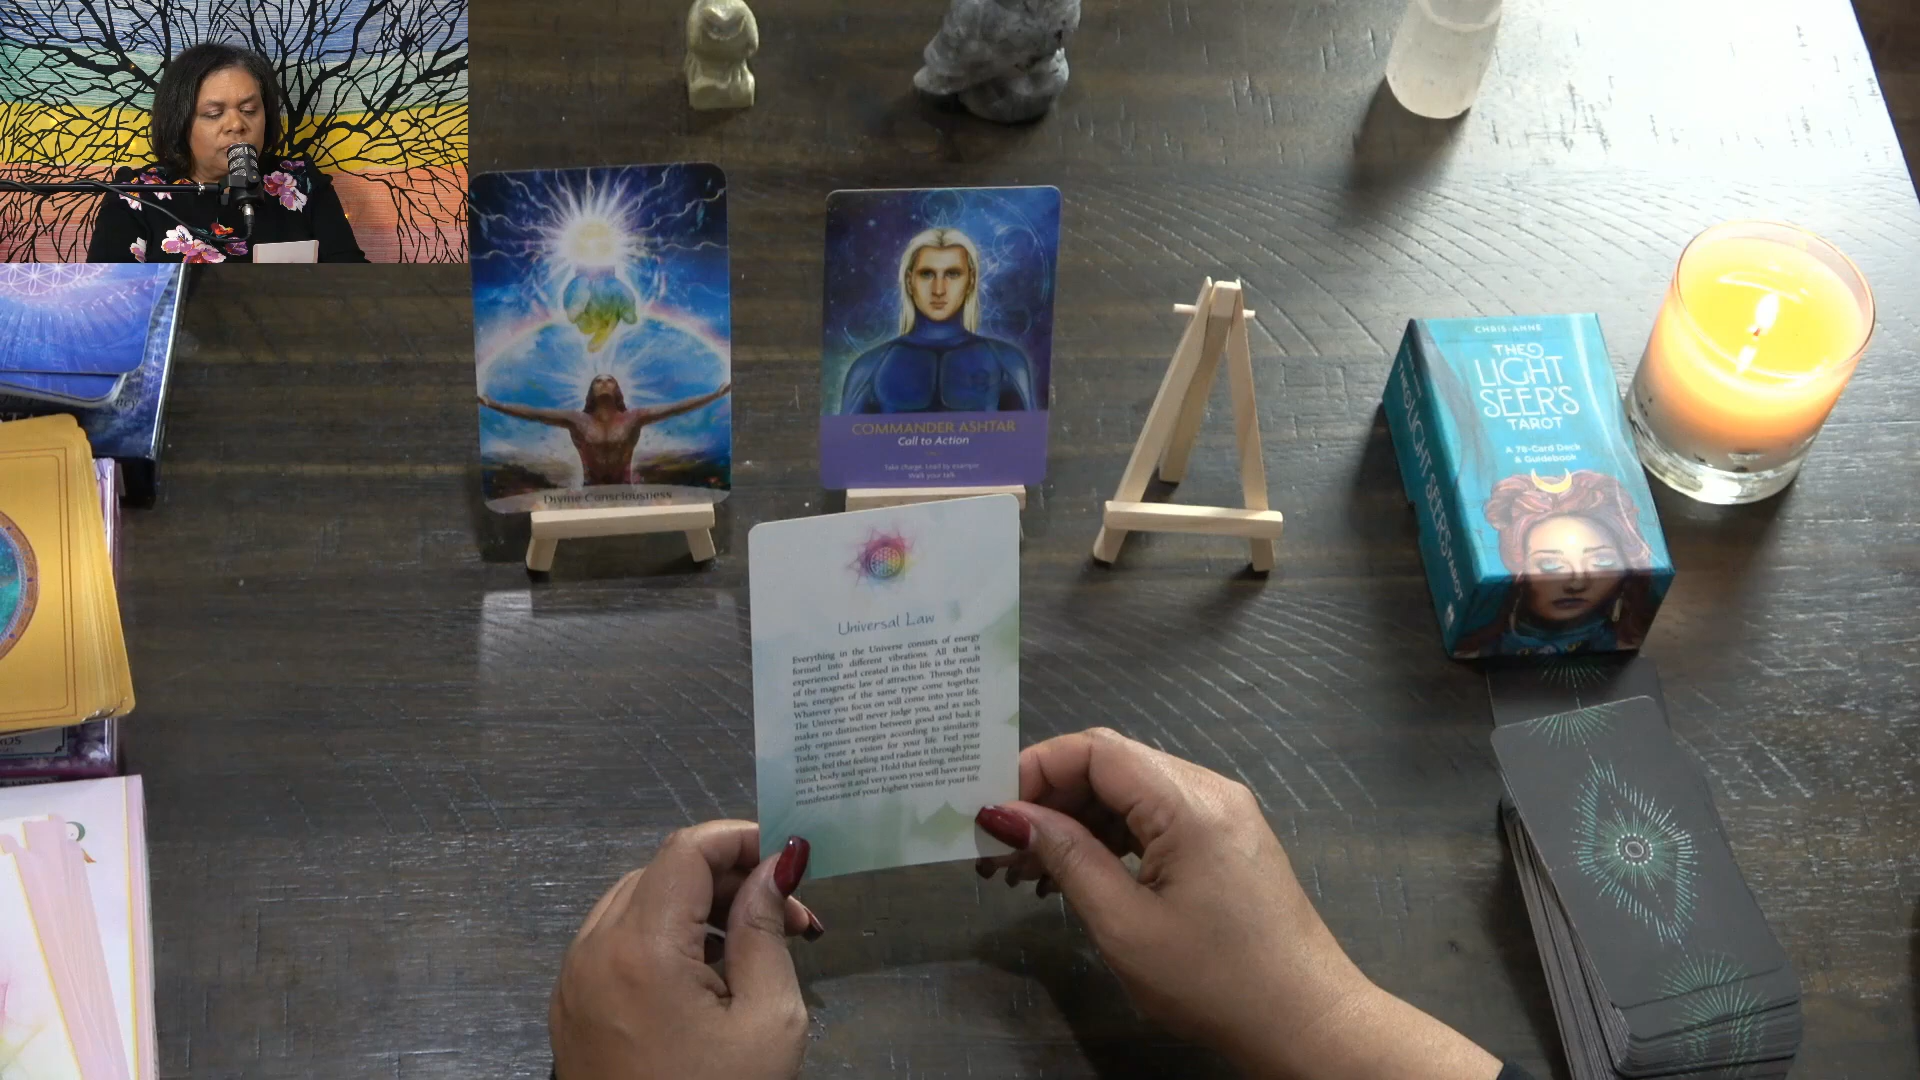 Divine Consciousness
COMMANDER ASHTAR
Call to Action
Take charge. Lead by example.
Walk your talk.
CHRIS-ANNE
THE
LIGHT
SEER'S
TAROT
A 78-Card Deck
& Guidebook
THE LIGHT SEER'S TAROT
Universal Law
Everything in the Universe consists of energy
formed into different vibrations. All that is
experienced and created in this life is the result
of the magnetic law of attraction. Through this
law, energies of the same type come together.
Whatever you focus on will come into your life.
The Universe will never judge you, and as such
makes no distinction between good and bad; it
only organises energies according to similarity.
Today, create a vision for your life. Feel your
vision, feel that feeling and radiate it through your
mind, body and spirit. Hold that feeling, meditate
on it, become it and very soon you will have many
manifestations of your highest vision for your life.